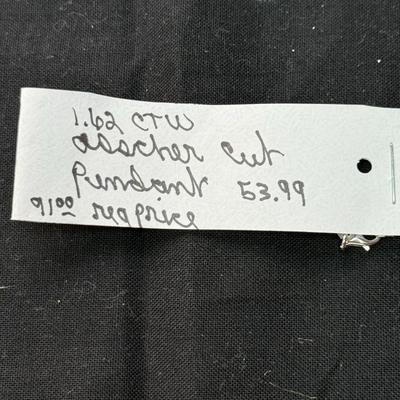 1.62 CTW
asscher cut
pendant 53.99
91⁰⁰ reg price